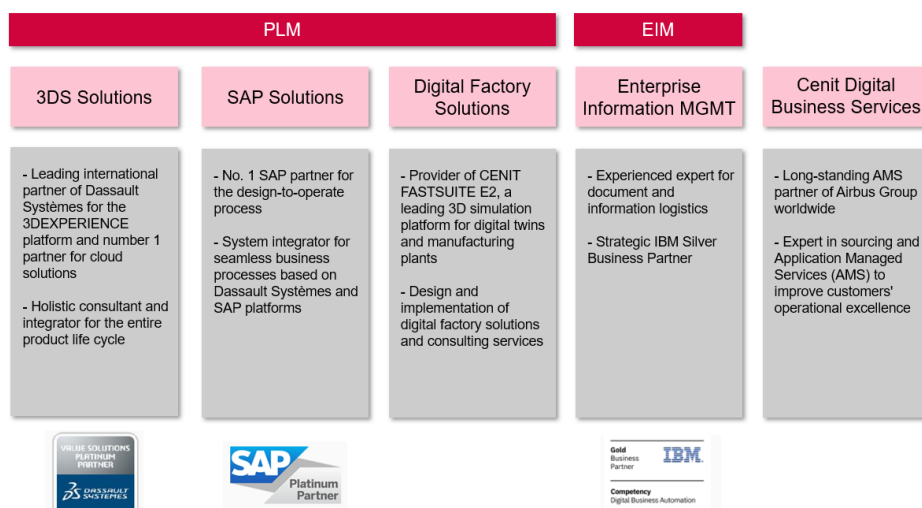 PLM
EIM
3DS Solutions
SAP Solutions
Digital Factory
Solutions
Enterprise
Information MGMT
Cenit Digital
Business Services
- Leading international
partner of Dassault
Systèmes for the
3DEXPERIENCE
platform and number 1
partner for cloud
solutions
- Holistic consultant and
integrator for the entire
product life cycle
- No. 1 SAP partner for
the design-to-operate
process
- System integrator for
seamless business
processes based on
Dassault Systèmes and
SAP platforms
- Provider of CENIT
FASTSUITE E2, a
leading 3D simulation
platform for digital twins
and manufacturing
plants
- Design and
implementation of
digital factory solutions
and consulting services
- Experienced expert for
document and
information logistics
- Strategic IBM Silver
Business Partner
- Long-standing AMS
partner of Airbus Group
worldwide
- Expert in sourcing and
Application Managed
Services (AMS) to
improve customers'
operational excellence
VALUE SOLUTIONS
PLATINUM
PARTNER
DASSAULT
SYSTEMES
SAP
Platinum
Partner
Gold
Business
Partner
IBM.
Competency
Digital Business Automation